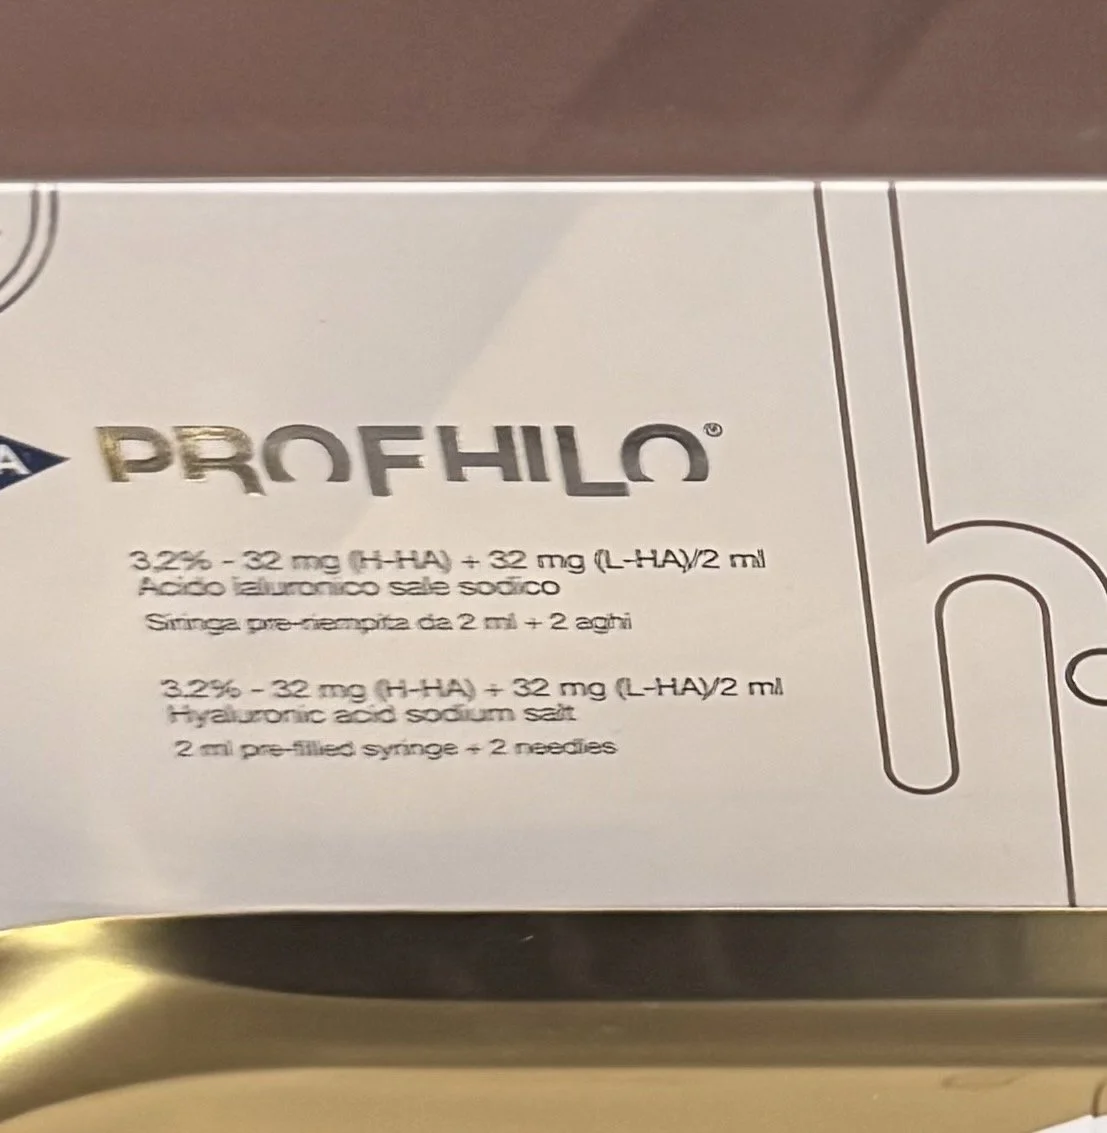 A
PROFHILO®
3.2% - 32 mg (H-HA) + 32 mg (L-HA)/2 ml
Acido ialuronico sale sodico
Siringa pre-riempita da 2 ml + 2 aghi
3.2% - 32 mg (H-HA) + 32 mg (L-HA)/2 ml
Hyaluronic acid sodium salt
2 ml pre-filled syringe + 2 needles
h